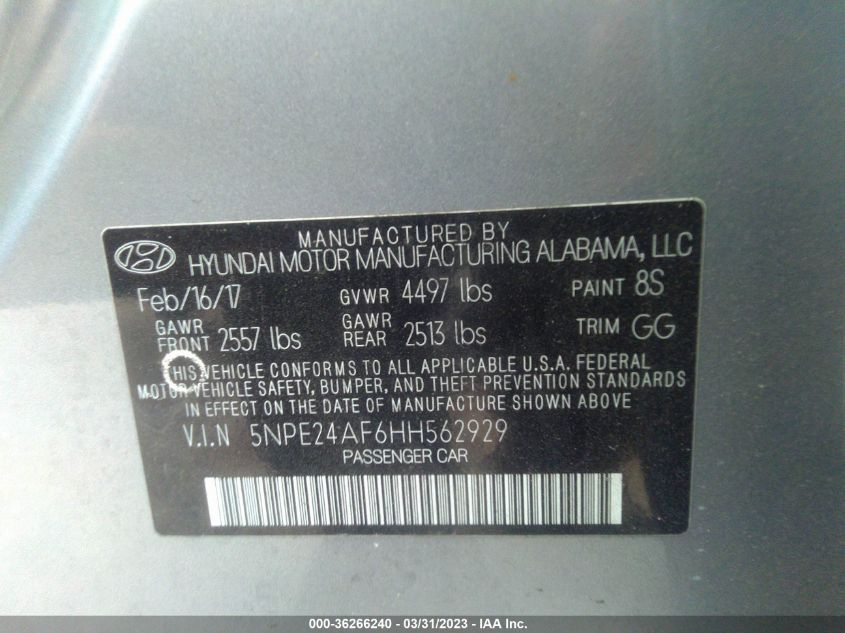 MANUFACTURED BY
HYUNDAI MOTOR MANUFACTURING ALABAMA, LLC
Feb/16/17 GVWR 4497 lbs PAINT 8S
GAWR FRONT 2557 lbs GAWR REAR 2513 lbs TRIM GG
THIS VEHICLE CONFORMS TO ALL APPLICABLE U.S.A. FEDERAL
MOTOR VEHICLE SAFETY, BUMPER, AND THEFT PREVENTION STANDARDS
IN EFFECT ON THE DATE OF MANUFACTURE SHOWN ABOVE
V.I.N 5NPE24AF6HH562929
PASSENGER CAR
000-36266240 - 03/31/2023 - IAA Inc.